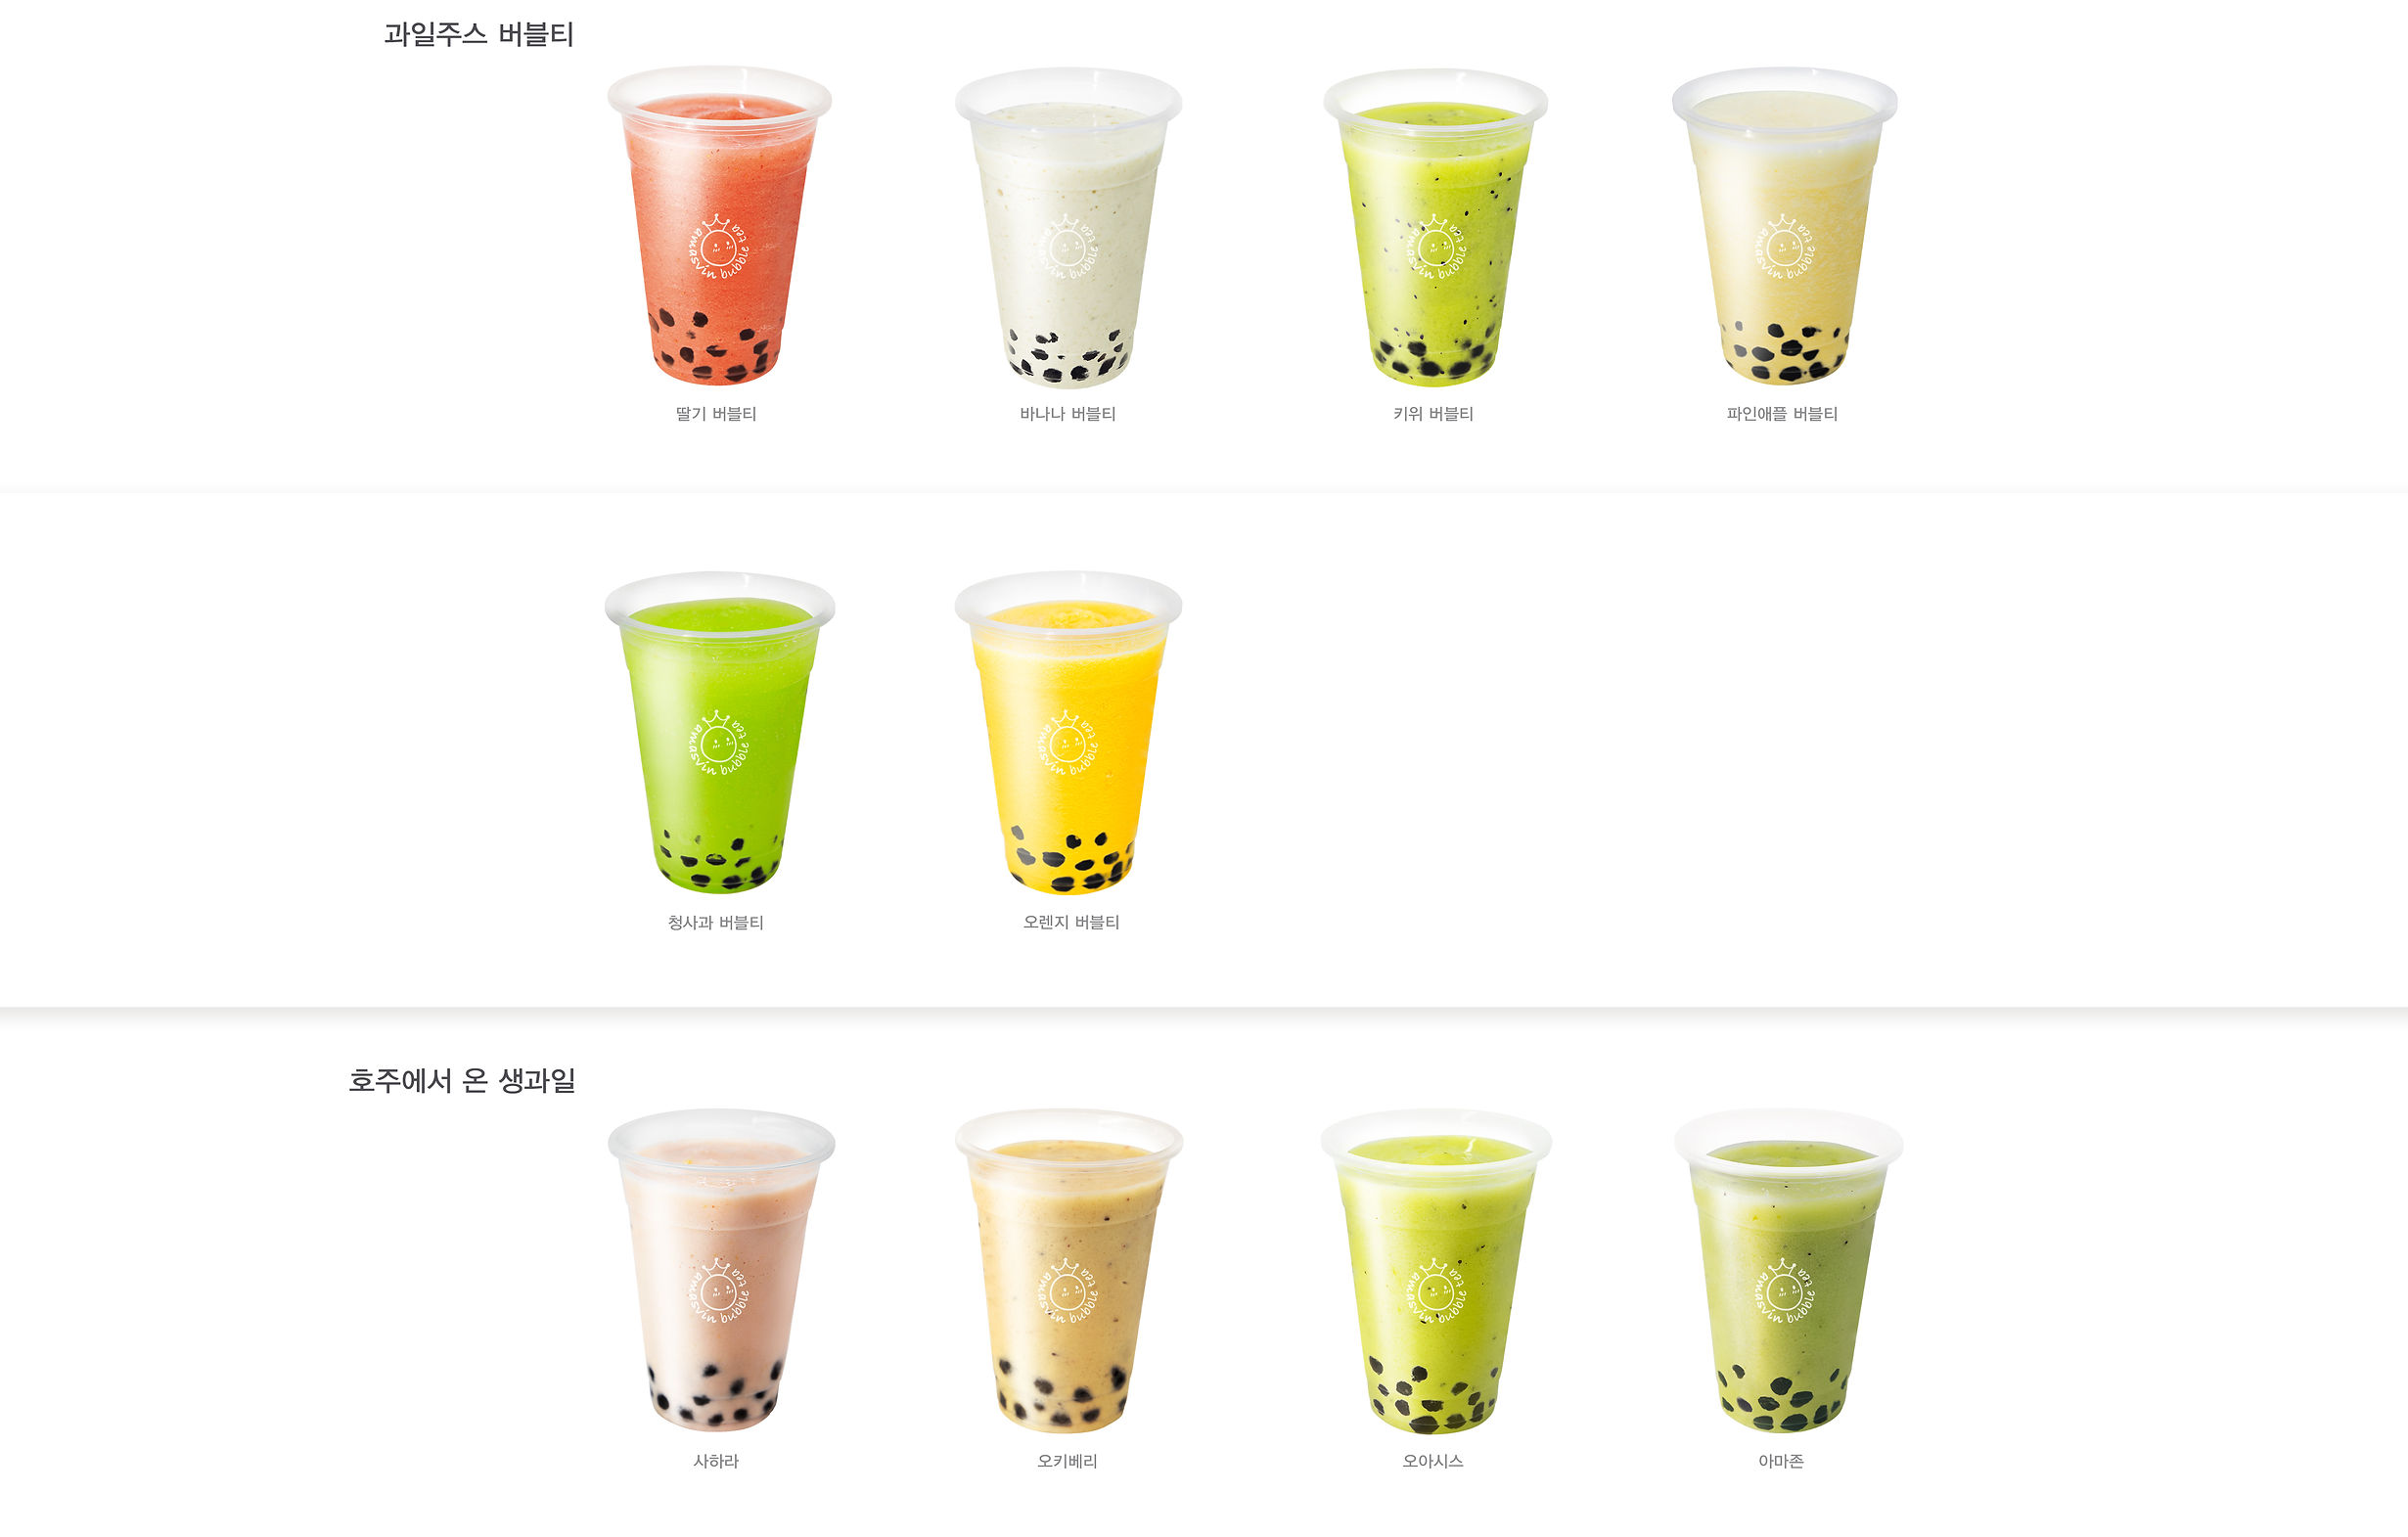 과일주스 버블티
amasvin bubble tea
amasvin bubble tea
amasvin bubble tea
amasvin bubble tea
딸기 버블티
바나나 버블티
키위 버블티
파인애플 버블티
amasvin bubble tea
amasvin bubble tea
청사과 버블티
오렌지 버블티
호주에서 온 생과일
amasvin bubble tea
amasvin bubble tea
amasvin bubble tea
amasvin bubble tea
사하라
오키베리
오아시스
아마존